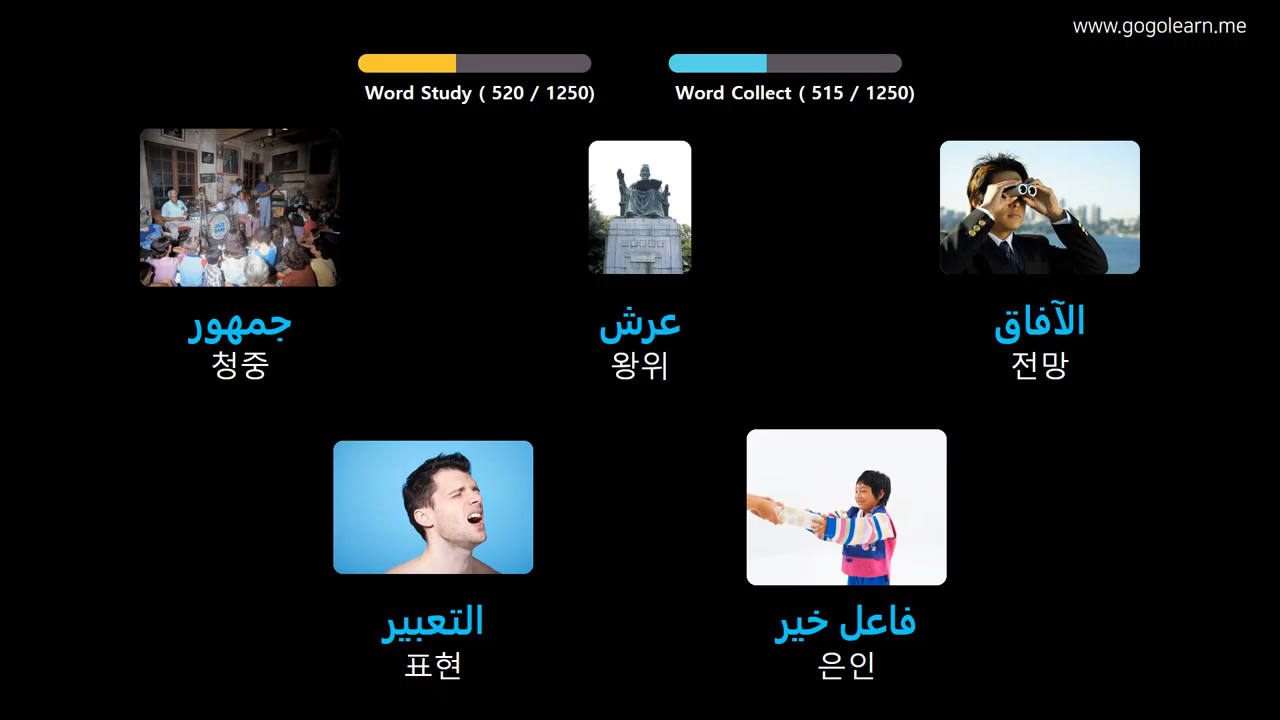 www.gogolearn.me
Word Study ( 520 / 1250)
Word Collect ( 515 / 1250)
جمهور
청중
عرش
왕위
الآفاق
전망
التعبير
표현
فاعل خير
은인